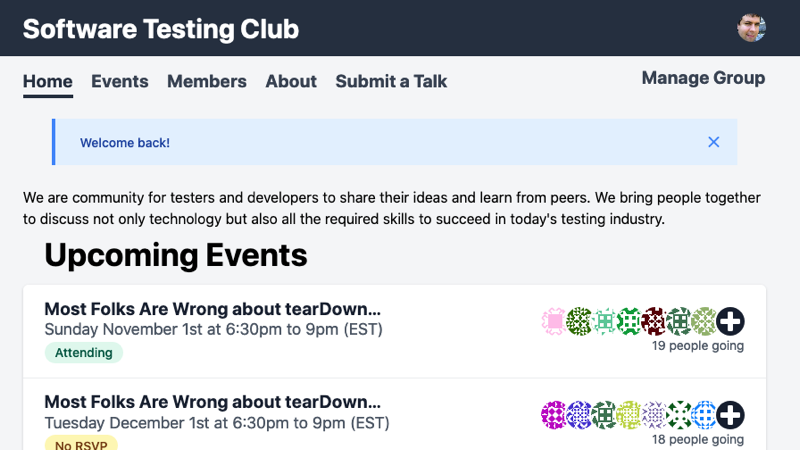 Software Testing Club
Home Events Members About Submit a Talk Manage Group
Welcome back!
We are community for testers and developers to share their ideas and learn from peers. We bring people together
to discuss not only technology but also all the required skills to succeed in today's testing industry.
Upcoming Events
Most Folks Are Wrong about tearDown...
Sunday November 1st at 6:30pm to 9pm (EST)
Attending
19 people going
Most Folks Are Wrong about tearDown...
Tuesday December 1st at 6:30pm to 9pm (EST)
No RSVP
18 people going